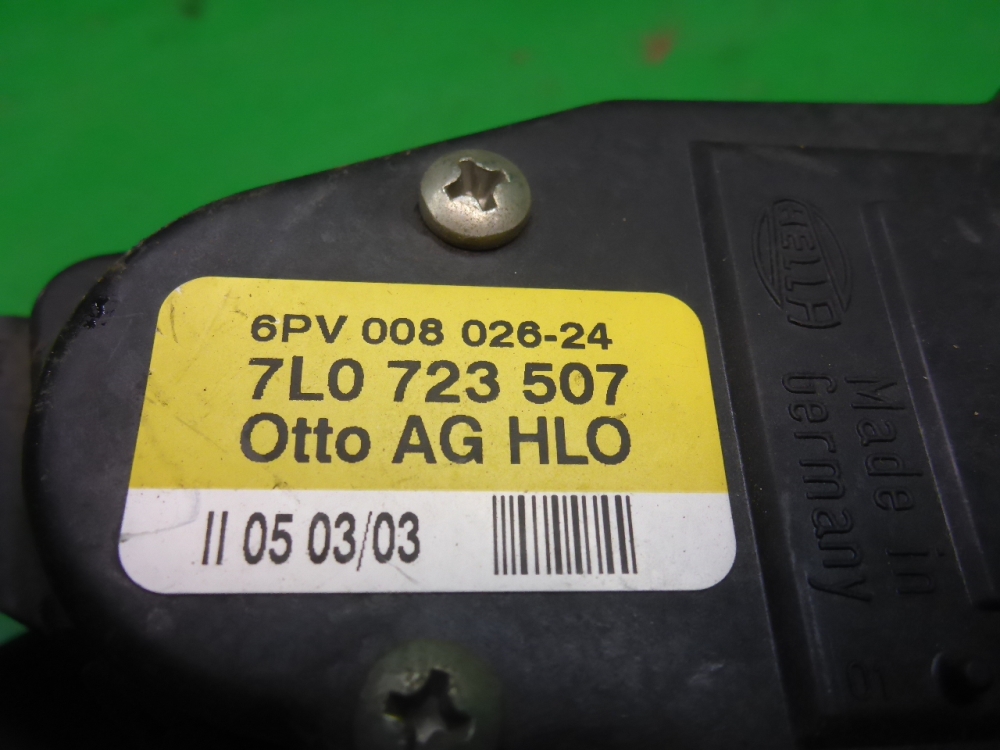 6PV 008 026-24
7L0 723 507
Otto AG HLO
II 05 03/03
HELLA
Made in
Germany